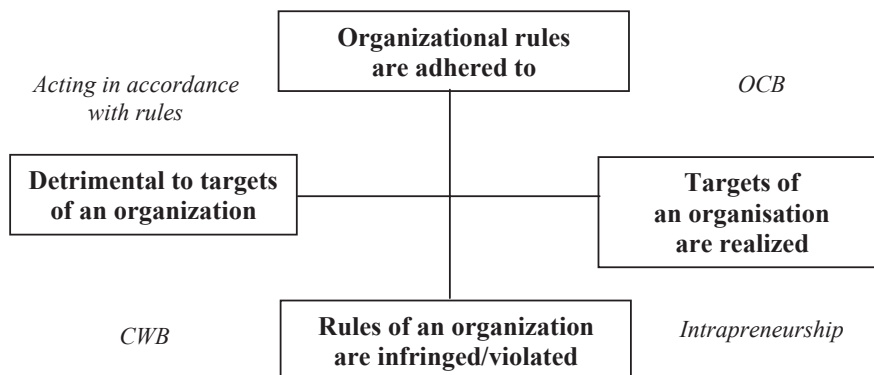 Organizational rules
are adhered to
Acting in accordance
with rules
OCB
Detrimental to targets
of an organization
Targets of
an organisation
are realized
CWB
Rules of an organization
are infringed/violated
Intrapreneurship